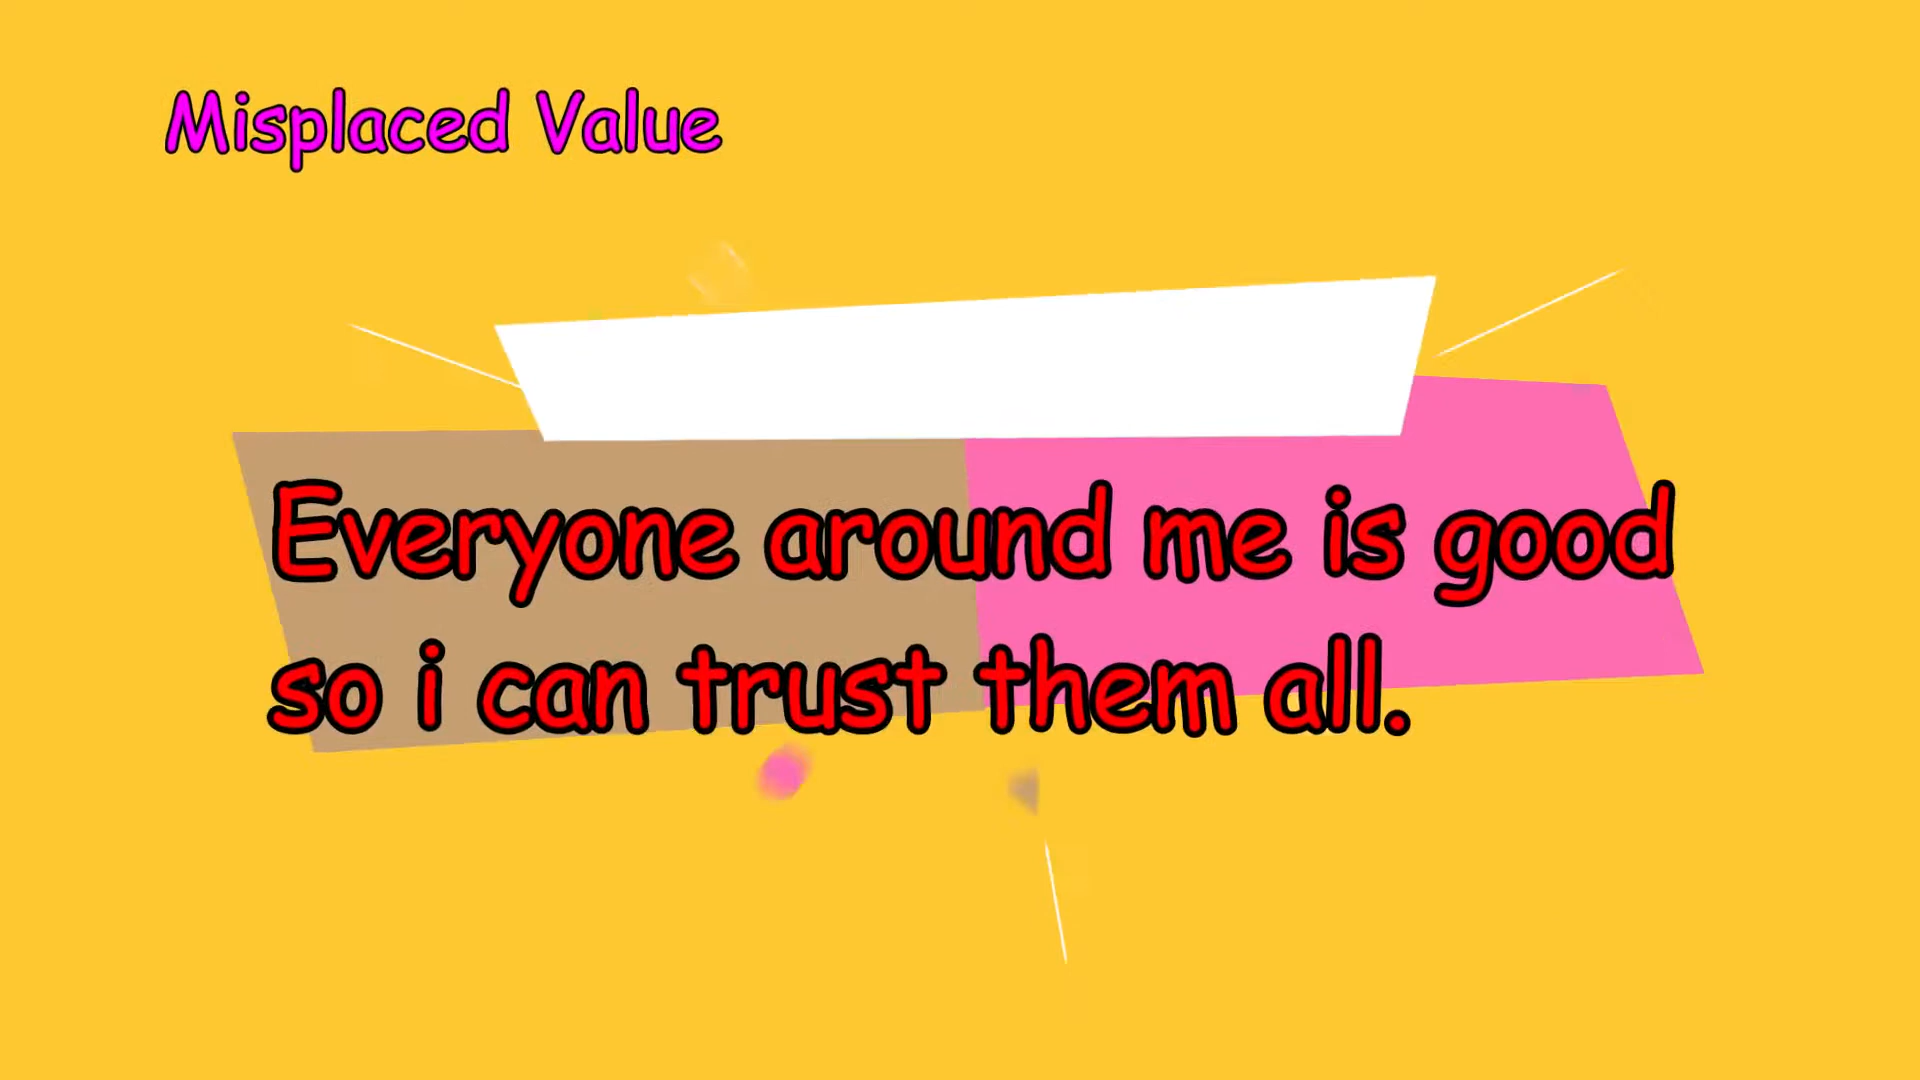 Misplaced Value
Everyone around me is good
so i can trust them all.